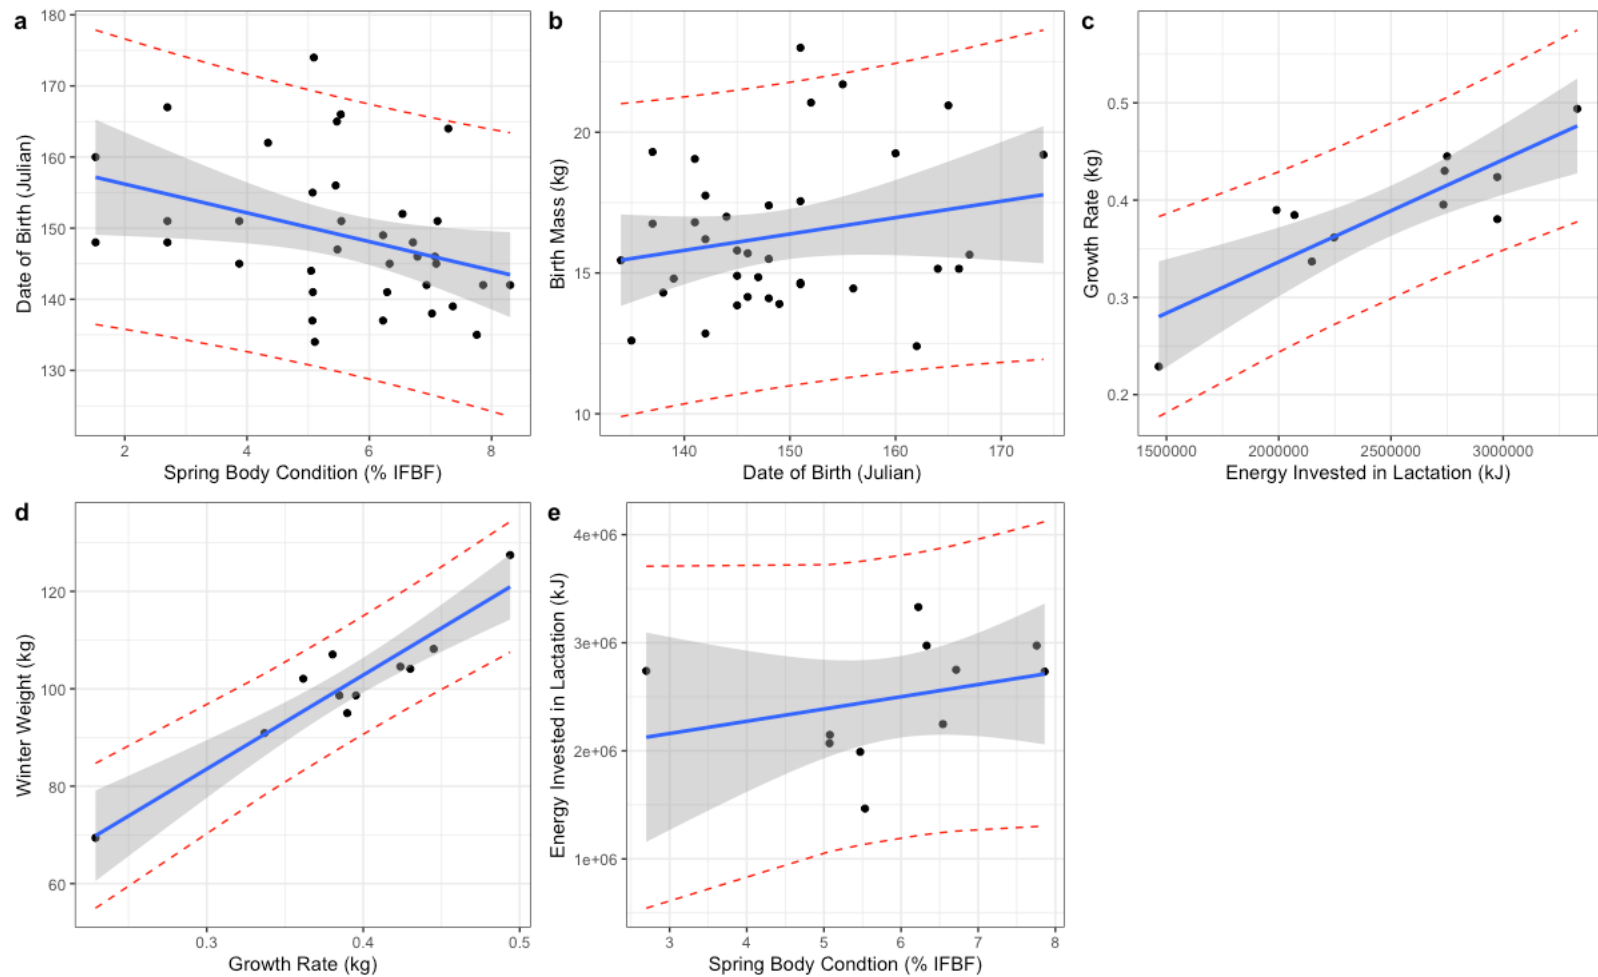 a
180
170
160
150
140
130
Date of Birth (Julian)
2 4 6 8
Spring Body Condition (% IFBF)
b
20
15
10
Birth Mass (kg)
140 150 160 170
Date of Birth (Julian)
c
0.5
0.4
0.3
0.2
Growth Rate (kg)
1500000 2000000 2500000 3000000
Energy Invested in Lactation (kJ)
d
120
100
80
60
Winter Weight (kg)
0.3 0.4 0.5
Growth Rate (kg)
e
4e+06
3e+06
2e+06
1e+06
Energy Invested in Lactation (kJ)
3 4 5 6 7 8
Spring Body Condtion (% IFBF)